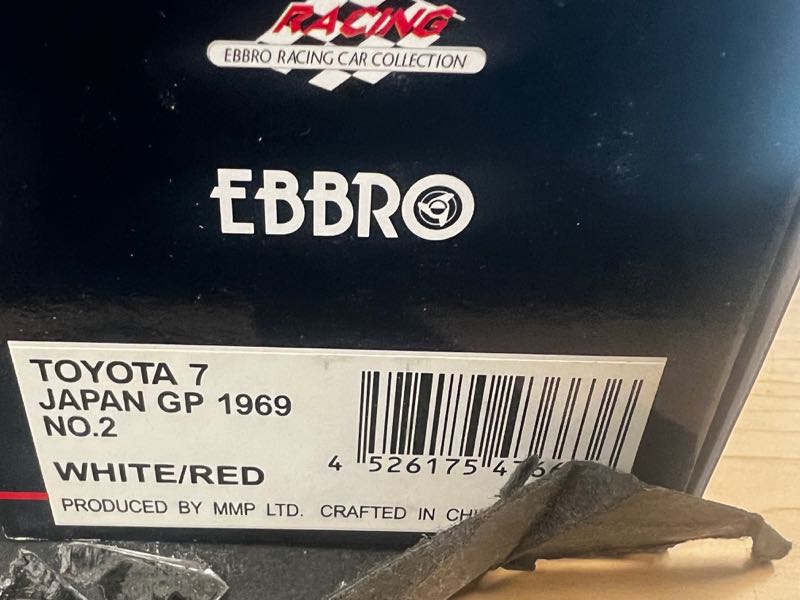 RACING
EBBRO RACING CAR COLLECTION
EBBRO
TOYOTA 7
JAPAN GP 1969
NO.2
WHITE/RED
4 526175
PRODUCED BY MMP LTD. CRAFTED IN